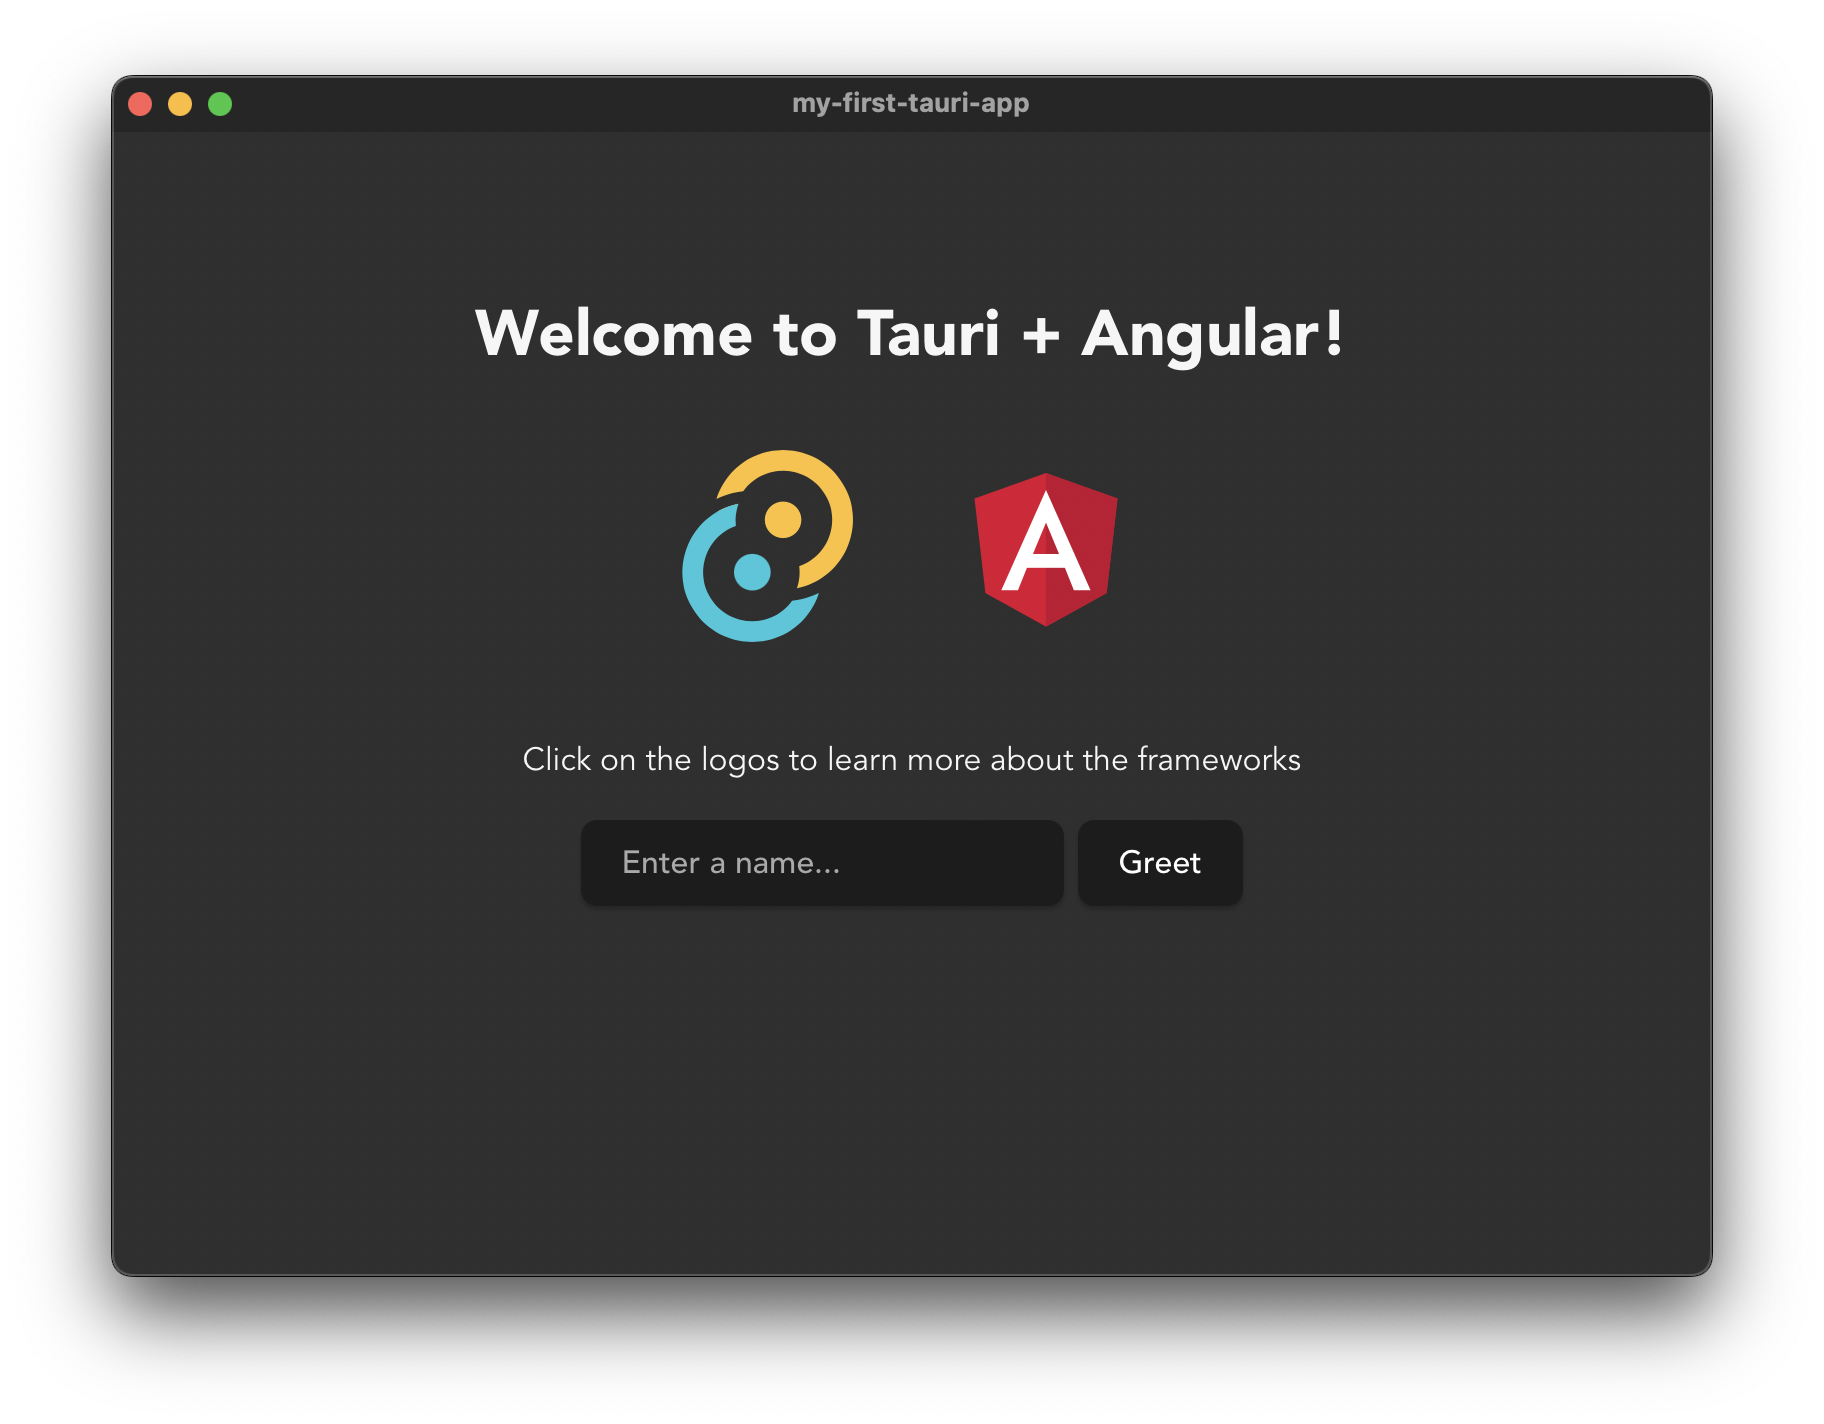 my-first-tauri-app
Welcome to Tauri + Angular!
A
Click on the logos to learn more about the frameworks
Enter a name...
Greet